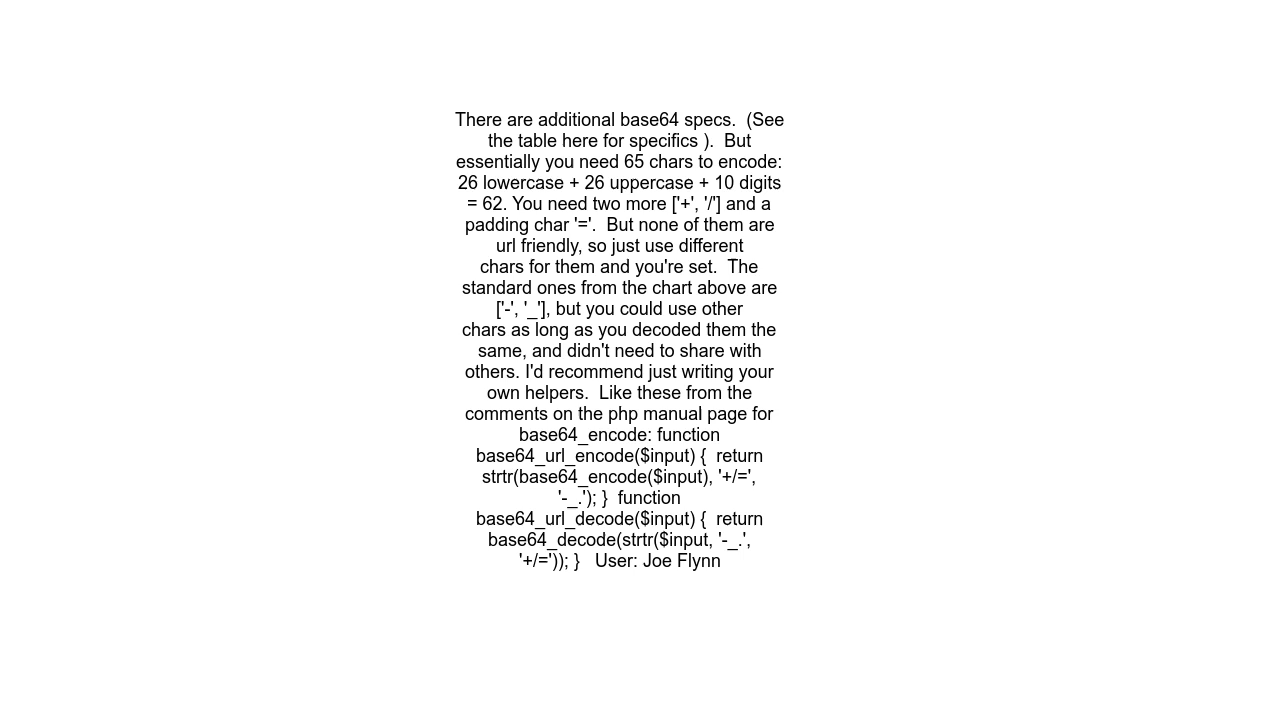 There are additional base64 specs.  (See
the table here for specifics ).  But
essentially you need 65 chars to encode:
26 lowercase + 26 uppercase + 10 digits
= 62. You need two more ['+', '/'] and a
padding char '='.  But none of them are
url friendly, so just use different
chars for them and you're set.  The
standard ones from the chart above are
['-', '_'], but you could use other
chars as long as you decoded them the
same, and didn't need to share with
others. I'd recommend just writing your
own helpers.  Like these from the
comments on the php manual page for
base64_encode: function
base64_url_encode($input) {  return
strtr(base64_encode($input), '+/=',
'-_.'); }  function
base64_url_decode($input) {  return
base64_decode(strtr($input, '-_.',
'+/=')); }   User: Joe Flynn